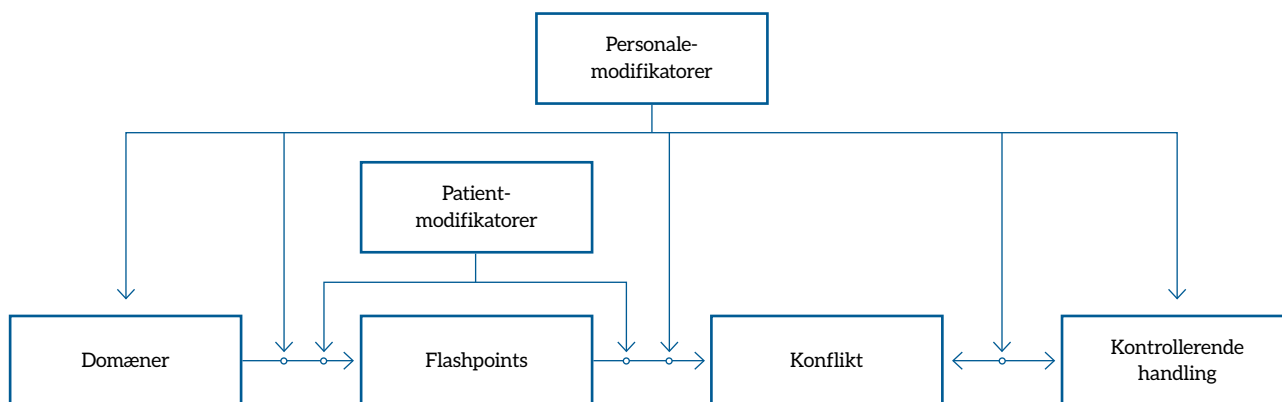 Personale-
modifikatorer
Patient-
modifikatorer
Domæner
Flashpoints
Konflikt
Kontrollerende
handling